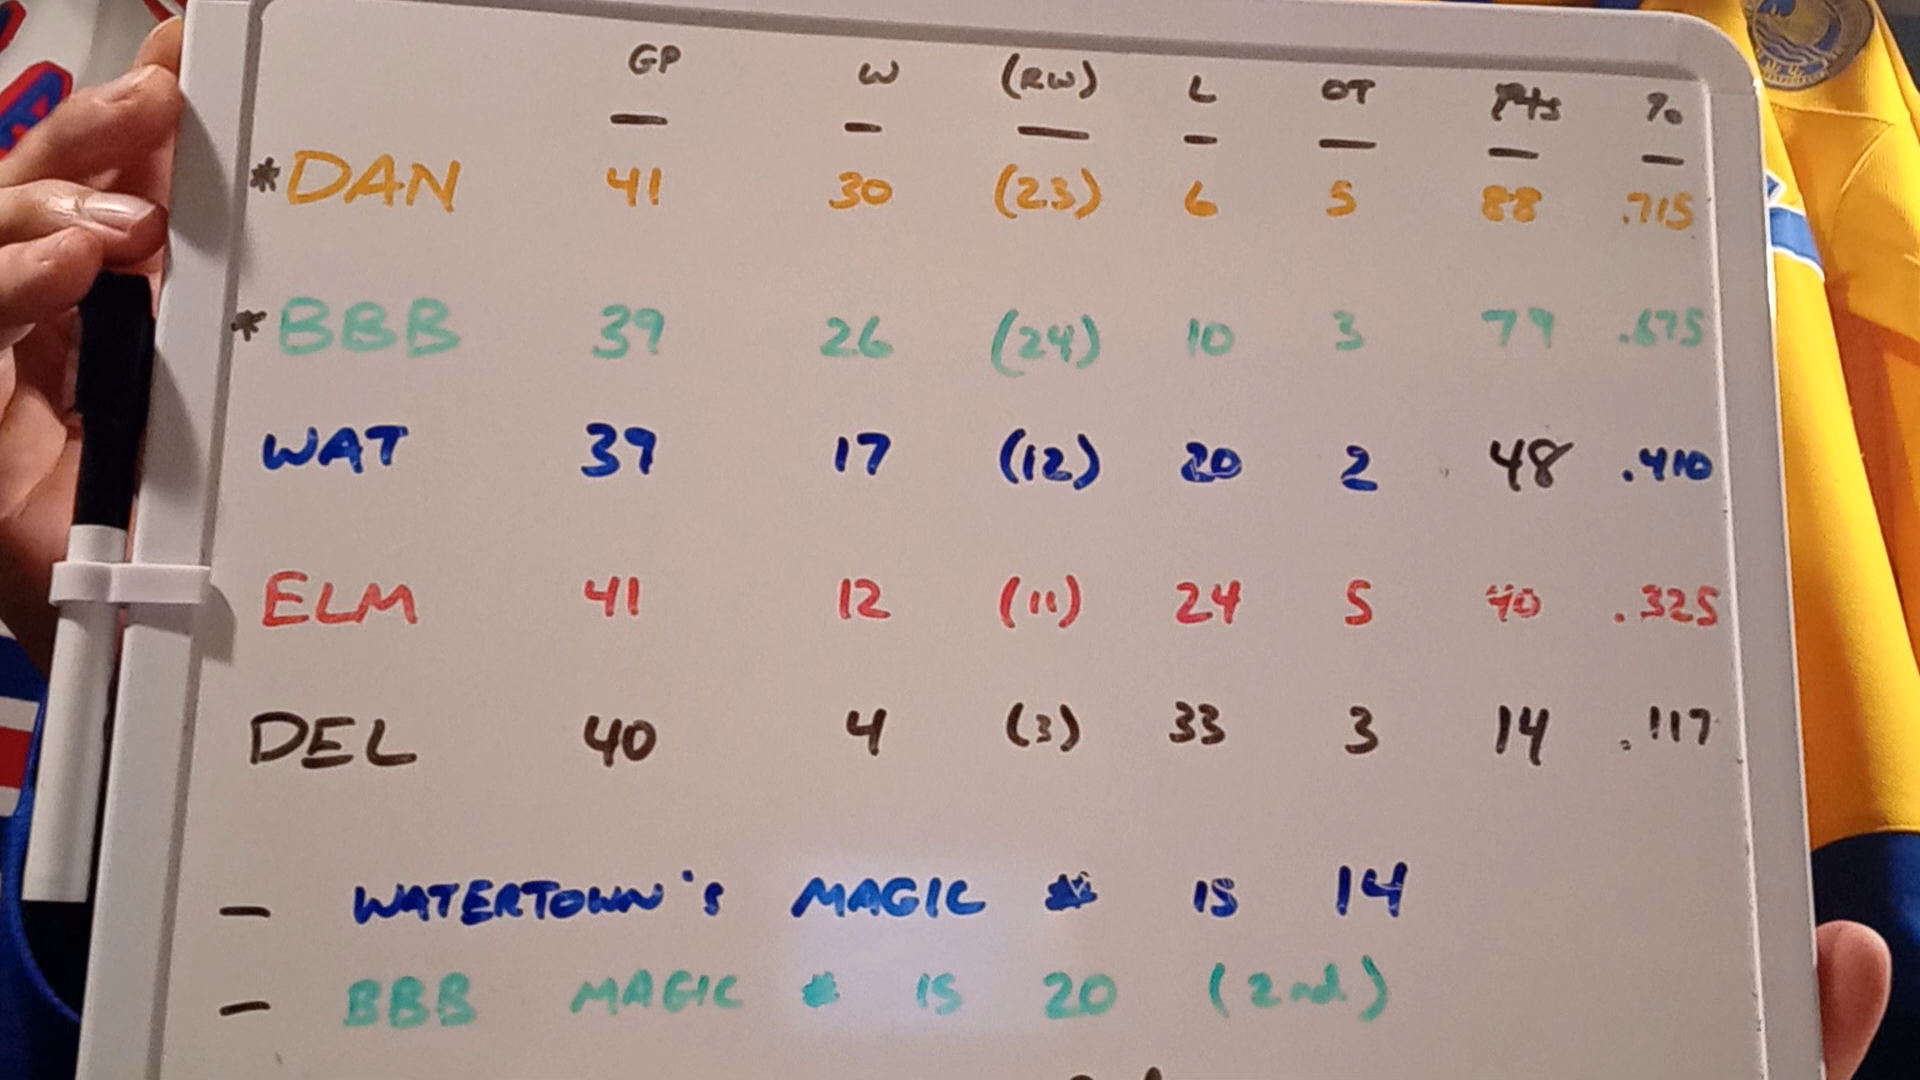 GP W (RW) L OT Pts %
*DAN 41 30 (23) 6 5 88 .715
*BBB 39 26 (24) 10 3 79 .675
WAT 39 17 (12) 20 2 48 .410
ELM 41 12 (11) 24 5 40 .325
DEL 40 4 (3) 33 3 14 .117
- WATERTOWN'S MAGIC # IS 14
- BBB MAGIC # IS 20 (2nd)